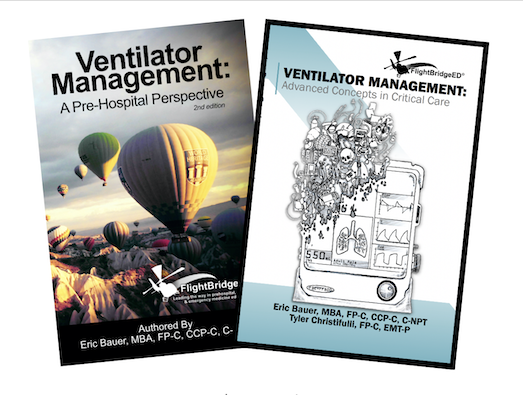 Ventilator
Management:
A Pre-Hospital Perspective
2nd edition
FlightBridge
Leading the way in prehospital,
& emergency medicine ed
Authored By
Eric Bauer, MBA, FP-C, CCP-C, C-
FlightBridgeED®
VENTILATOR MANAGEMENT:
Advanced Concepts in Critical Care
550
Eric Bauer, MBA, FP-C, CCP-C, C-NPT
Tyler Christifulli, FP-C, EMT-P